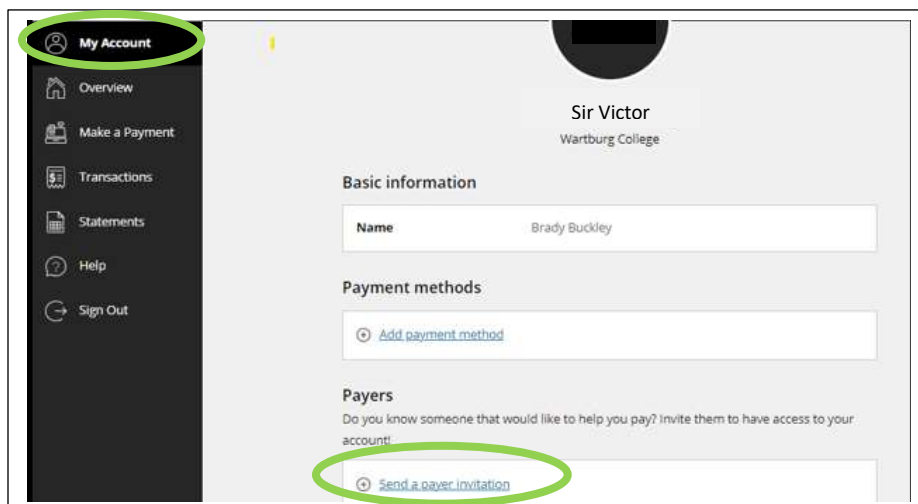 My Account
Overview
Make a Payment
Transactions
Statements
Help
Sign Out
Sir Victor
Wartburg College
Basic information
Name Brady Buckley
Payment methods
Add payment method
Payers
Do you know someone that would like to help you pay? Invite them to have access to your
account!
Send a payer invitation